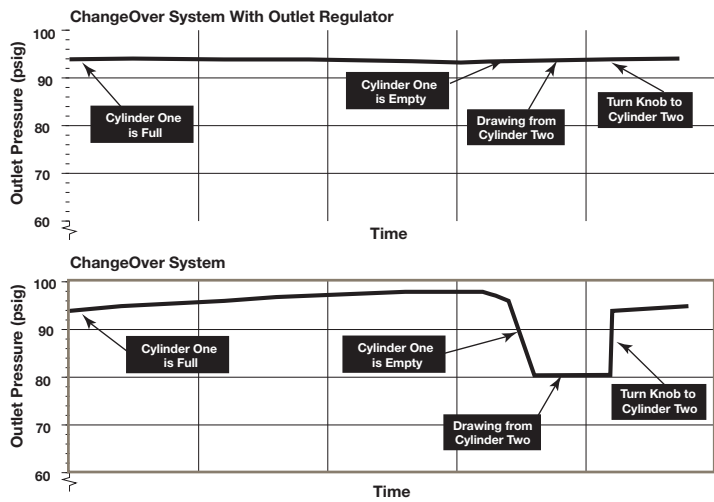 ChangeOver System With Outlet Regulator
Outlet Pressure (psig)
100
90
80
70
60
Cylinder One
is Full
Cylinder One
is Empty
Drawing from
Cylinder Two
Turn Knob to
Cylinder Two
Time
ChangeOver System
Outlet Pressure (psig)
100
90
80
70
60
Cylinder One
is Full
Cylinder One
is Empty
Drawing from
Cylinder Two
Turn Knob to
Cylinder Two
Time